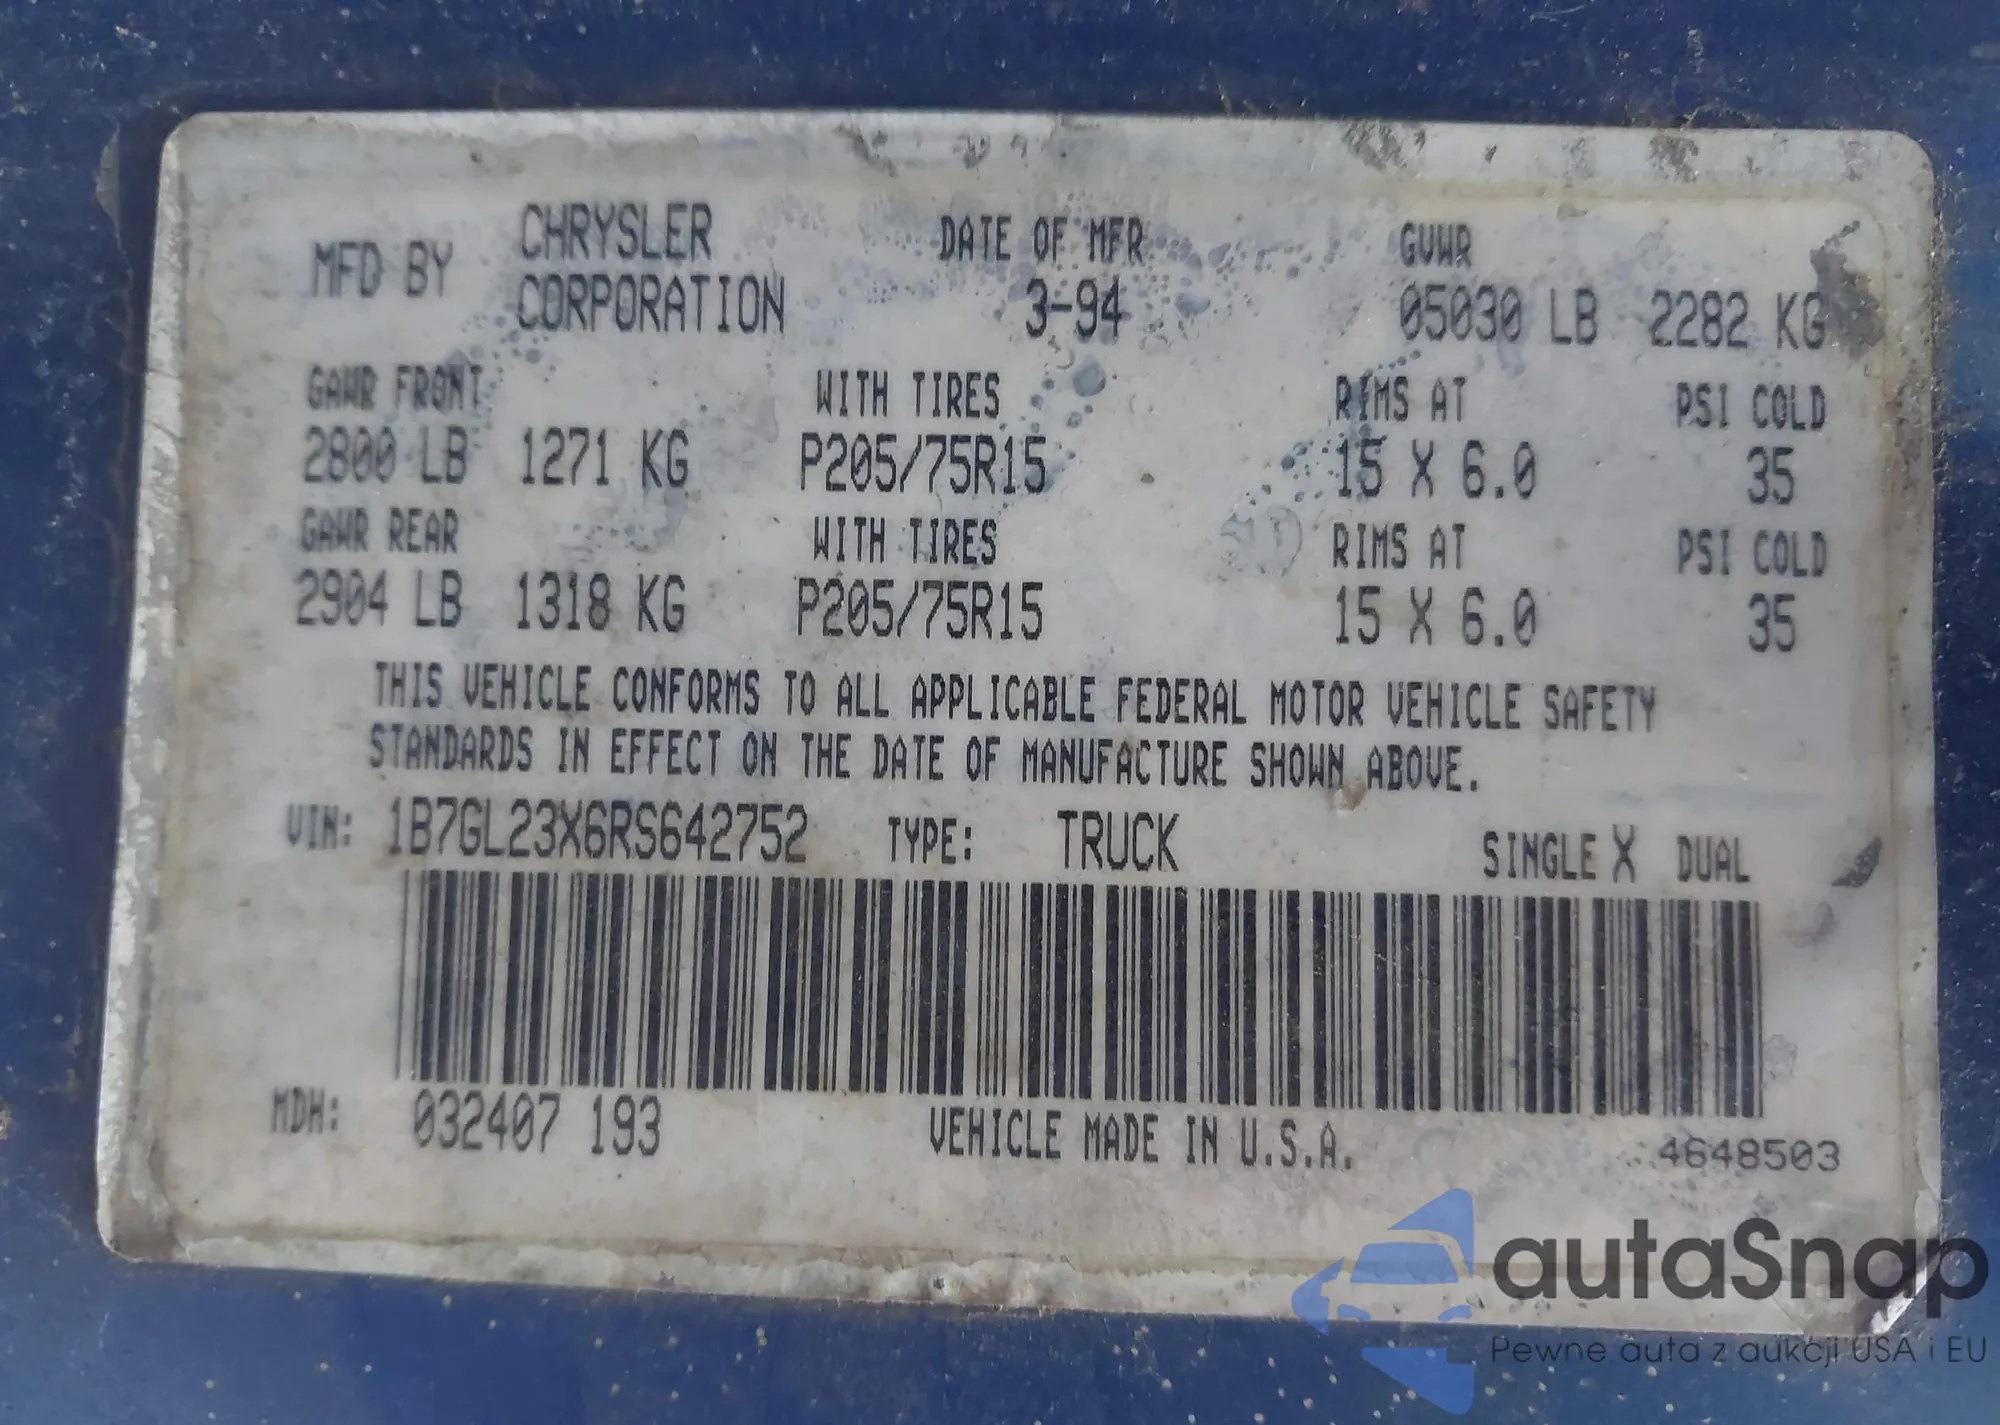 MFD BY CHRYSLER CORPORATION DATE OF MFR 3-94 GVWR 05030 LB 2282 KG
GAWR FRONT WITH TIRES RIMS AT PSI COLD
2800 LB 1271 KG P205/75R15 15 X 6.0 35
GAWR REAR WITH TIRES RIMS AT PSI COLD
2904 LB 1318 KG P205/75R15 15 X 6.0 35
THIS VEHICLE CONFORMS TO ALL APPLICABLE FEDERAL MOTOR VEHICLE SAFETY
STANDARDS IN EFFECT ON THE DATE OF MANUFACTURE SHOWN ABOVE.
VIN: 1B7GL23X6RS642752 TYPE: TRUCK SINGLE X DUAL
MDH: 032407 193 VEHICLE MADE IN U.S.A. 4648503
autaSnap
Pewne auta z aukcji USA i EU